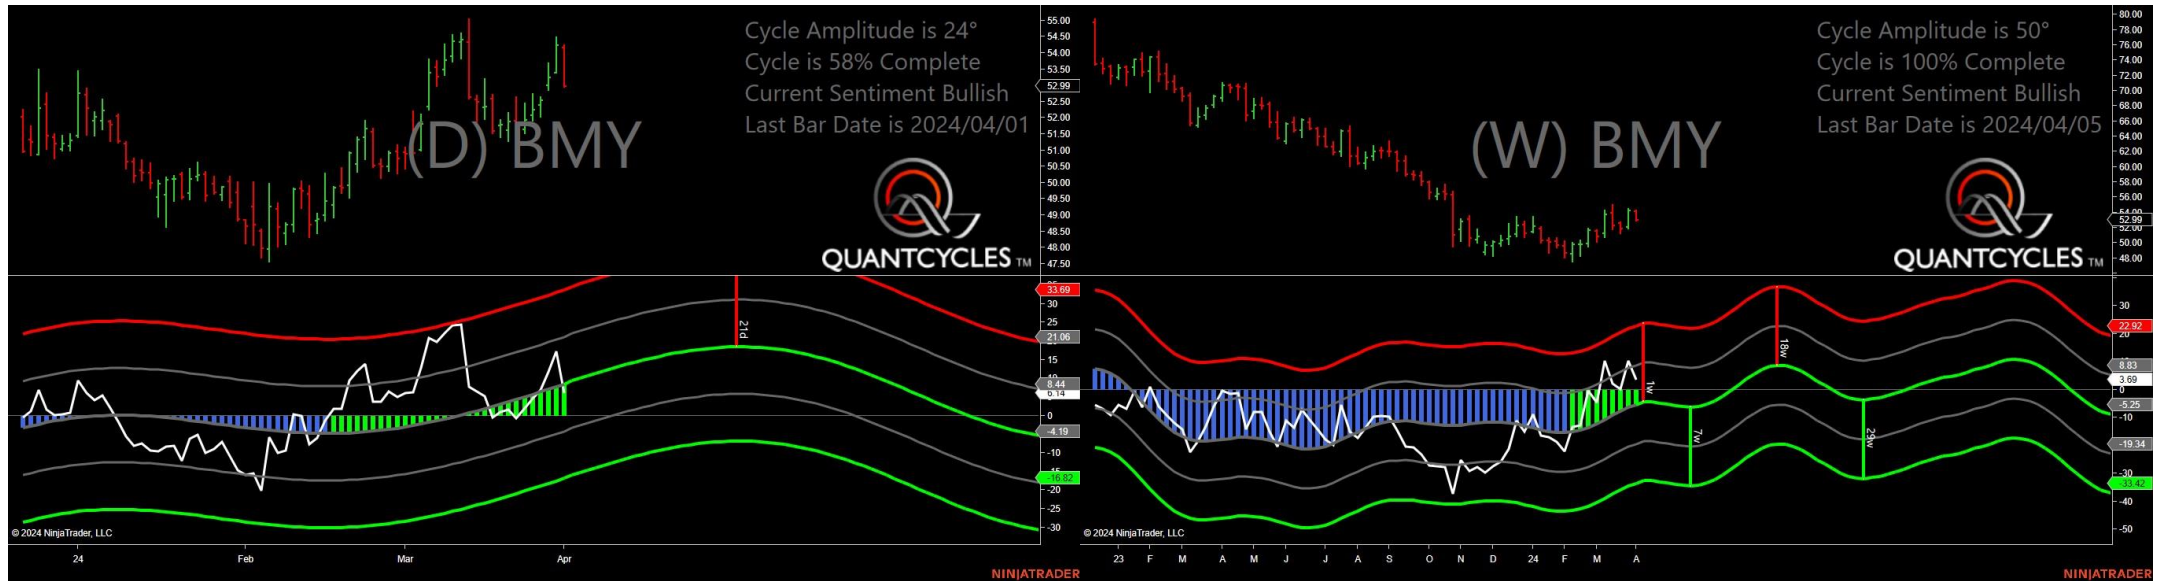 Cycle Amplitude is 24°
Cycle is 58% Complete
Current Sentiment Bullish
Last Bar Date is 2024/04/01
(D) BMY
QUANTCYCLES TM
55.00
54.50
54.00
53.50
52.99
52.50
52.00
51.50
51.00
50.50
50.00
49.50
49.00
48.50
48.00
47.50
33.69
30
25
21.06
15
8.44
6.14
0
-4.19
-10
-16.82
-20
-25
-30
21d
© 2024 NinjaTrader, LLC
24 Feb Mar Apr
NINJATRADER
Cycle Amplitude is 50°
Cycle is 100% Complete
Current Sentiment Bullish
Last Bar Date is 2024/04/05
(W) BMY
QUANTCYCLES TM
80.00
78.00
76.00
74.00
72.00
70.00
68.00
66.00
64.00
62.00
60.00
58.00
56.00
54.00
52.99
52.00
50.00
48.00
30
22.92
20
8.83
3.69
0
-5.25
-10
-19.34
-30
-33.42
-40
-50
1w
7w
18w
29w
© 2024 NinjaTrader, LLC
23 F M A M J J A S O N D 24 F M A
NINJATRADER